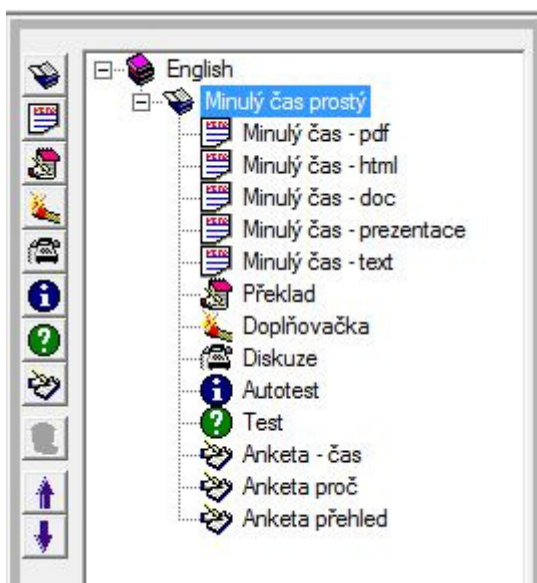 English
Minulý čas prostý
Minulý čas - pdf
Minulý čas - html
Minulý čas - doc
Minulý čas - prezentace
Minulý čas - text
Překlad
Doplňovačka
Diskuze
Autotest
Test
Anketa - čas
Anketa proč
Anketa přehled